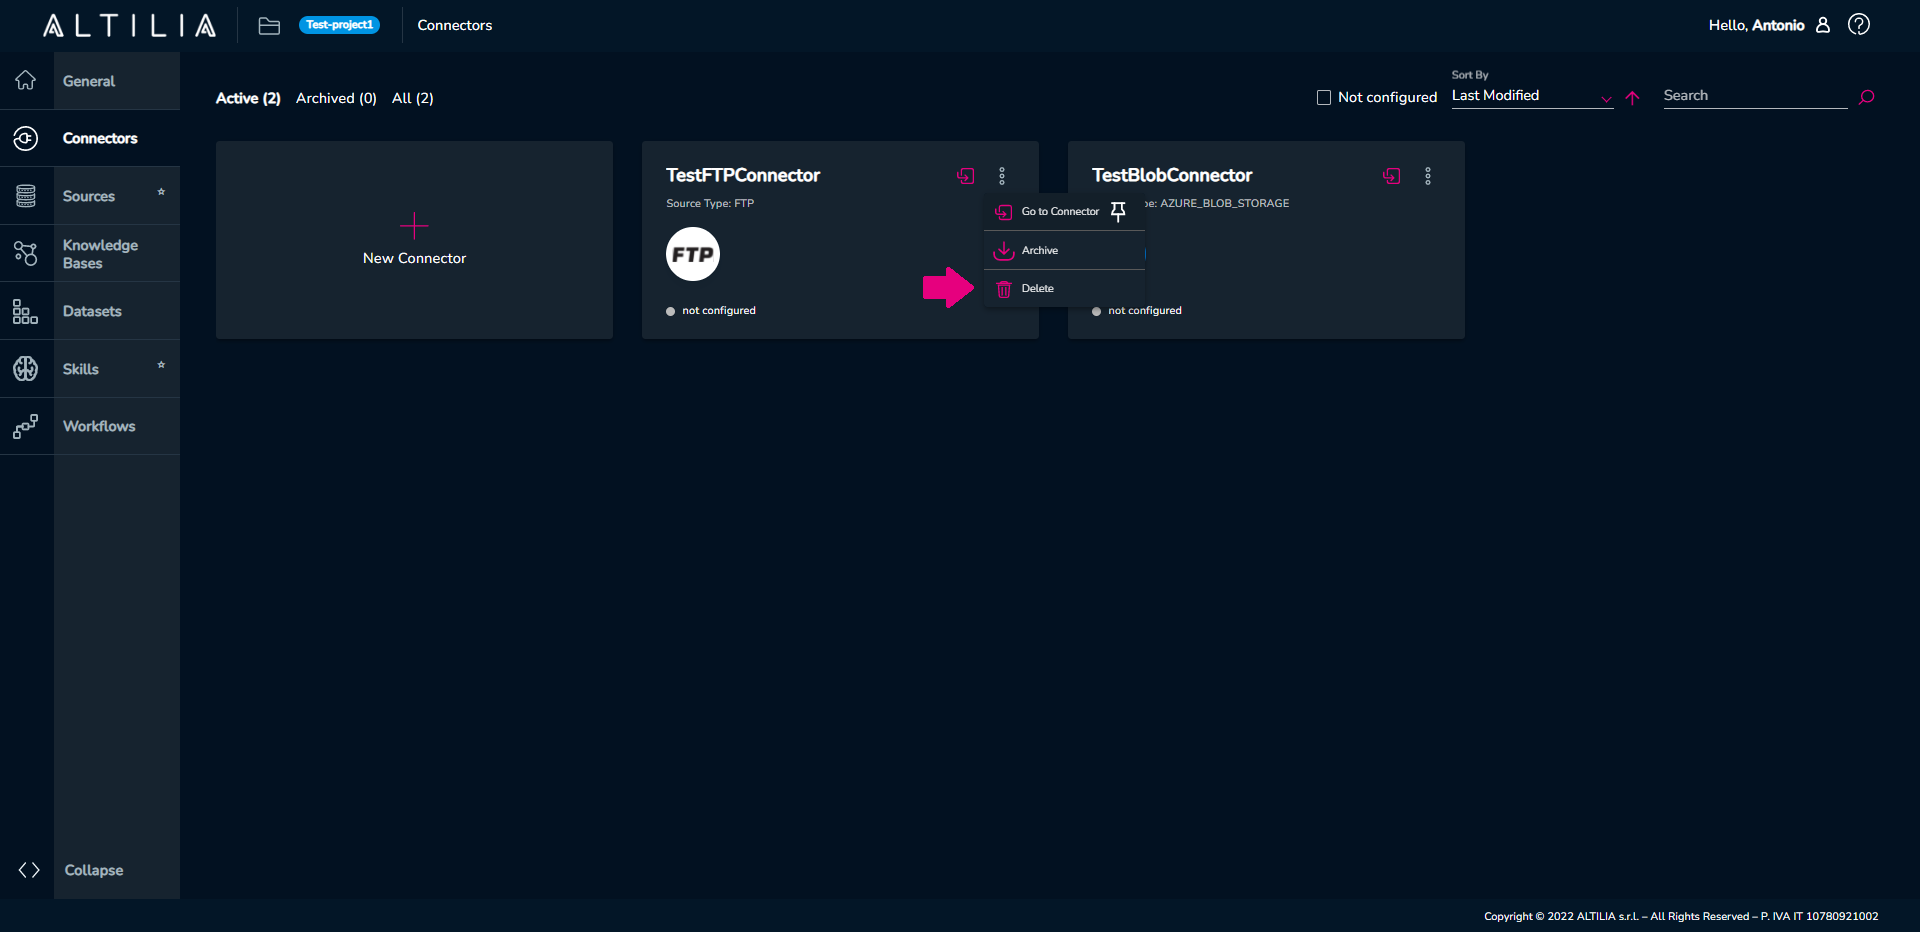 ALTILIA
Test-project1
Connectors
Hello, Antonio
General
Connectors
Sources
Knowledge
Bases
Datasets
Skills
Workflows
Collapse
Active (2) Archived (0) All (2)
Not configured
Sort By
Last Modified
Search
New Connector
TestFTPConnector
Source Type: FTP
FTP
not configured
Go to Connector
Archive
Delete
TestBlobConnector
pe: AZURE_BLOB_STORAGE
not configured
Copyright © 2022 ALTILIA s.r.l. – All Rights Reserved – P. IVA IT 10780921002